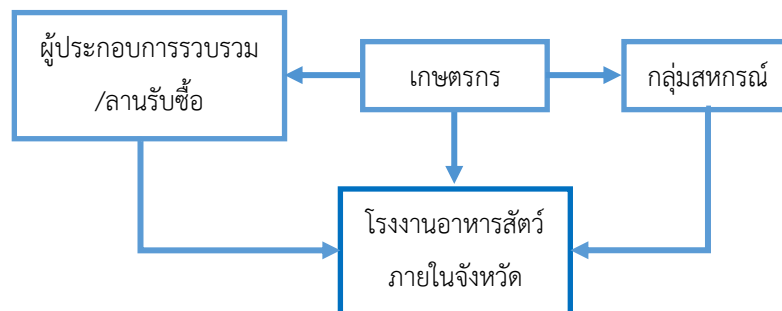 ผู้ประกอบการรวบรวม
/ลานรับซื้อ
เกษตรกร
กลุ่มสหกรณ์
โรงงานอาหารสัตว์
ภายในจังหวัด